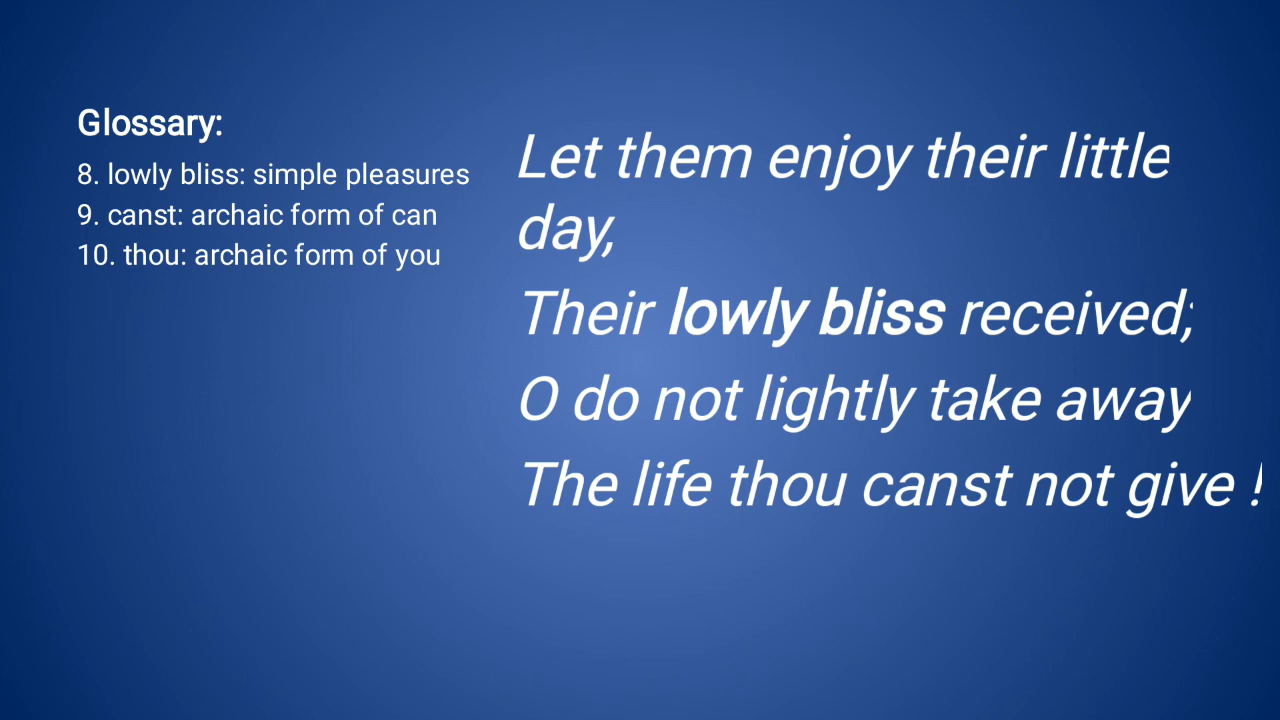 Glossary:
8. lowly bliss: simple pleasures
9. canst: archaic form of can
10. thou: archaic form of you
Let them enjoy their little
day,
Their lowly bliss received;
O do not lightly take away
The life thou canst not give !